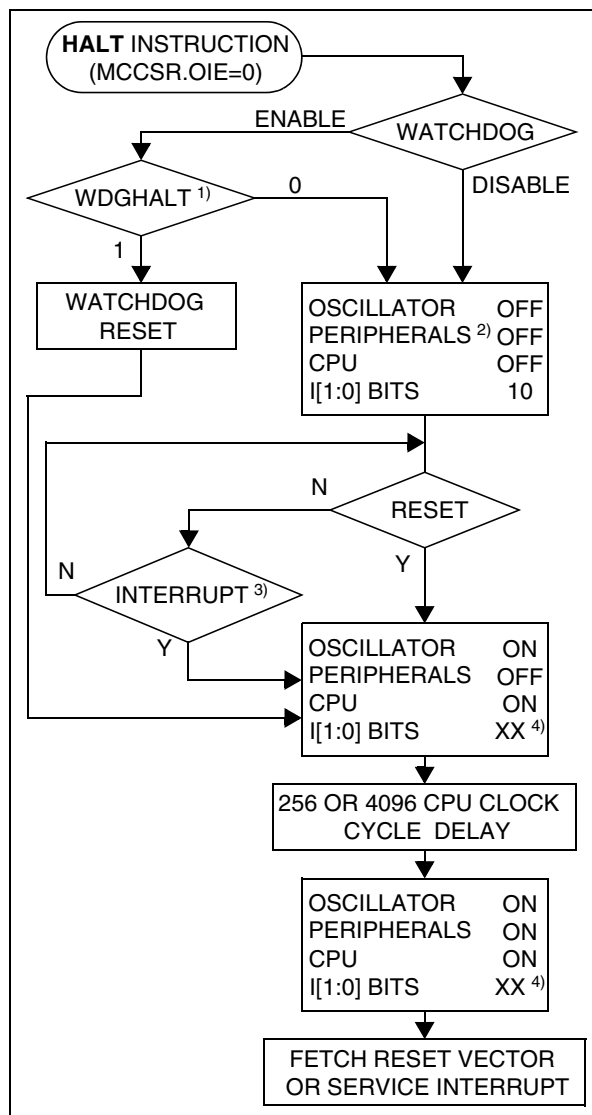 HALT INSTRUCTION
(MCCSR.OIE=0)
ENABLE
WATCHDOG
WDGHALT 1)
0
DISABLE
1
WATCHDOG
RESET
OSCILLATOR OFF
PERIPHERALS 2) OFF
CPU OFF
I[1:0] BITS 10
N
RESET
N
INTERRUPT 3)
Y
Y
OSCILLATOR ON
PERIPHERALS OFF
CPU ON
I[1:0] BITS XX 4)
256 OR 4096 CPU CLOCK
CYCLE DELAY
OSCILLATOR ON
PERIPHERALS ON
CPU ON
I[1:0] BITS XX 4)
FETCH RESET VECTOR
OR SERVICE INTERRUPT